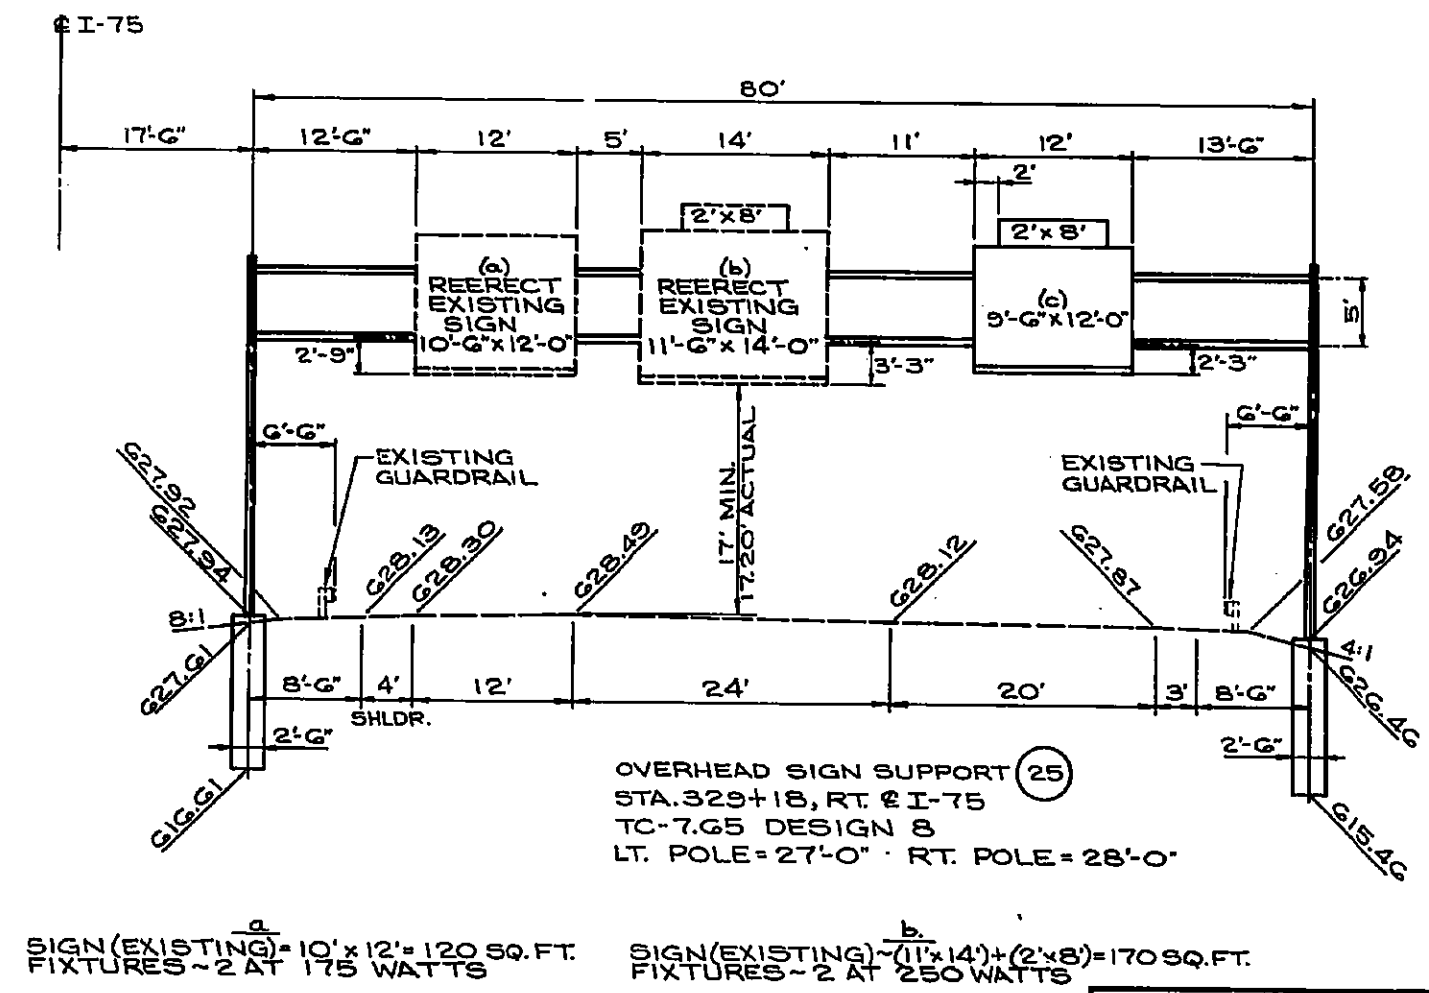 ℄ I-75
80'
17'-6" 12'-6" 12' 5' 14' 11' 12' 13'-6"
2'
2'x8' 2'x8'
(a)
REERECT
EXISTING
SIGN
10'-6"x12'-0"
(b)
REERECT
EXISTING
SIGN
11'-6"x14'-0"
(c)
9'-6"x12'-0"
5'
2'-9" 3'-3" 2'-3"
6'-6" 6'-6"
EXISTING
GUARDRAIL
EXISTING
GUARDRAIL
17' MIN.
17.20' ACTUAL
627.92
627.94
628.13
628.30
628.49
628.12
627.87
627.58
626.94
8:1
4:1
627.61
626.46
8'-6" 4' 12' 24' 20' 3' 8'-6"
SHLDR.
2'-6" 2'-6"
616.61
615.46
OVERHEAD SIGN SUPPORT 25
STA. 329+18, RT. ℄ I-75
TC-7.65 DESIGN 8
LT. POLE = 27'-0" · RT. POLE = 28'-0"
a
SIGN (EXISTING) = 10' x 12' = 120 SQ. FT.
FIXTURES ~ 2 AT 175 WATTS
b.
SIGN (EXISTING) ~ (11'x14') + (2'x8') = 170 SQ. FT.
FIXTURES ~ 2 AT 250 WATTS